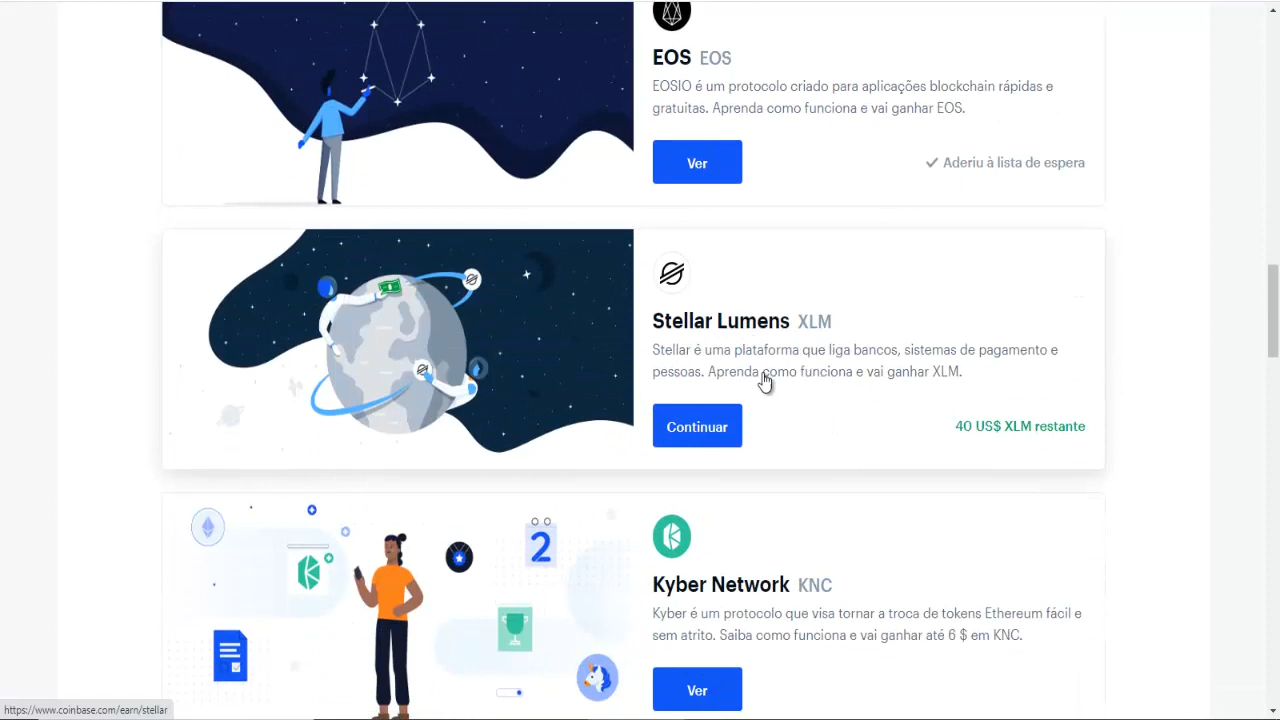 EOS EOS
EOSIO é um protocolo criado para aplicações blockchain rápidas e
gratuitas. Aprenda como funciona e vai ganhar EOS.
Ver
Aderiu à lista de espera
Stellar Lumens XLM
Stellar é uma plataforma que liga bancos, sistemas de pagamento e
pessoas. Aprenda como funciona e vai ganhar XLM.
Continuar
40 US$ XLM restante
2
Kyber Network KNC
Kyber é um protocolo que visa tornar a troca de tokens Ethereum fácil e
sem atrito. Saiba como funciona e vai ganhar até 6 $ em KNC.
Ver
https://www.coinbase.com/earn/stellar